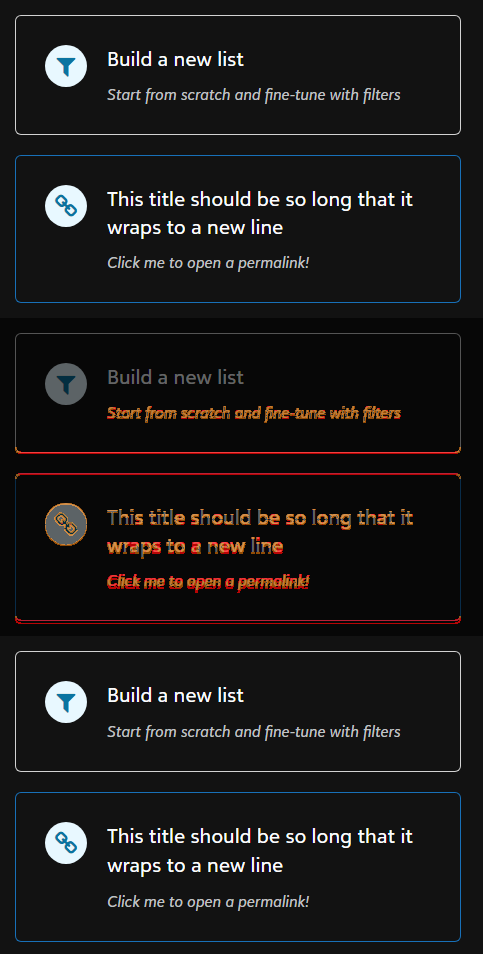 Build a new list
Start from scratch and fine-tune with filters
This title should be so long that it
wraps to a new line
Click me to open a permalink!
Build a new list
Start from scratch and fine-tune with filters
This title should be so long that it
wraps to a new line
Click me to open a permalink!
Build a new list
Start from scratch and fine-tune with filters
This title should be so long that it
wraps to a new line
Click me to open a permalink!